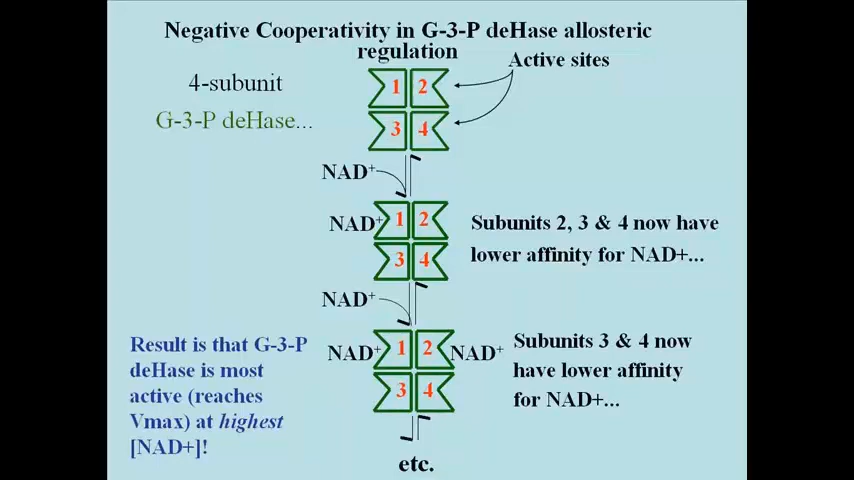 Negative Cooperativity in G-3-P deHase allosteric
regulation
Active sites
4-subunit
G-3-P deHase...
1 2
3 4
NAD+
NAD+ 1 2
3 4
Subunits 2, 3 & 4 now have
lower affinity for NAD+...
NAD+
NAD+ 1 2 NAD+
3 4
Subunits 3 & 4 now
have lower affinity
for NAD+...
Result is that G-3-P
deHase is most
active (reaches
Vmax) at highest
[NAD+]!
etc.